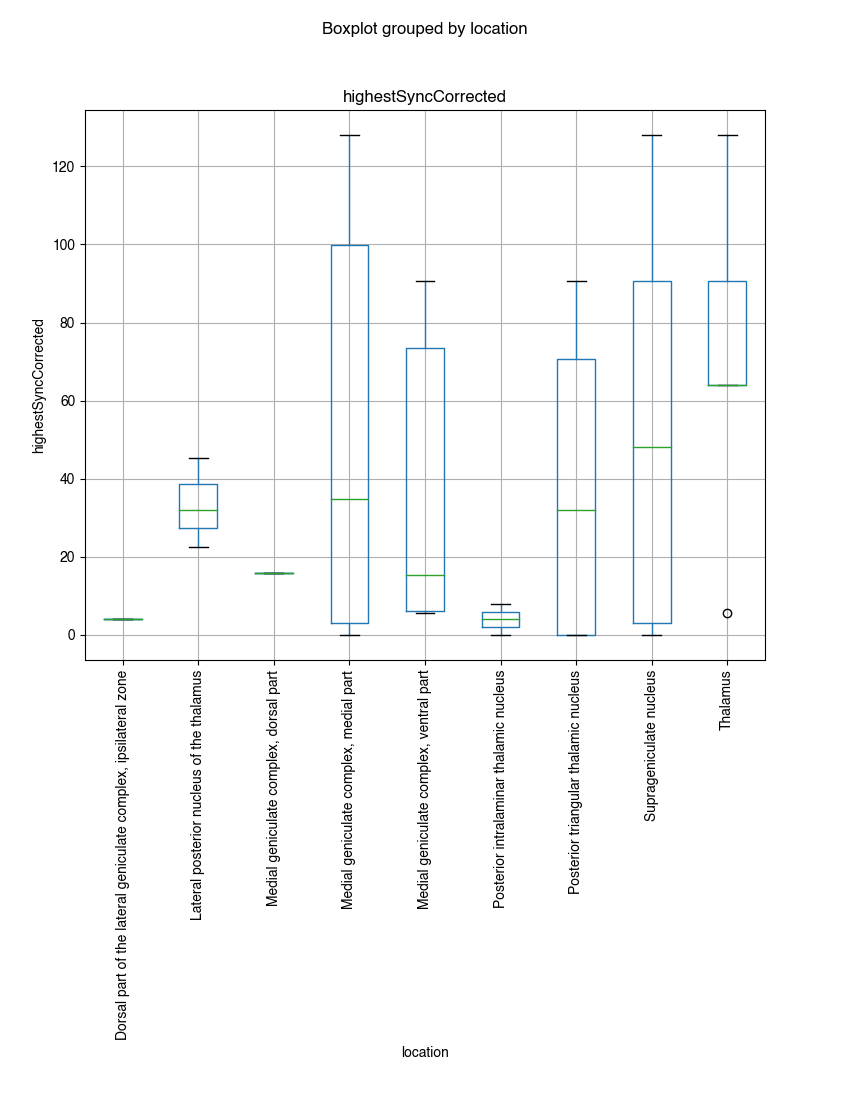 Boxplot grouped by location
highestSyncCorrected
120
100
80
60
40
20
0
highestSyncCorrected
Dorsal part of the lateral geniculate complex, ipsilateral zone
Lateral posterior nucleus of the thalamus
Medial geniculate complex, dorsal part
Medial geniculate complex, medial part
Medial geniculate complex, ventral part
Posterior intralaminar thalamic nucleus
Posterior triangular thalamic nucleus
Suprageniculate nucleus
Thalamus
location